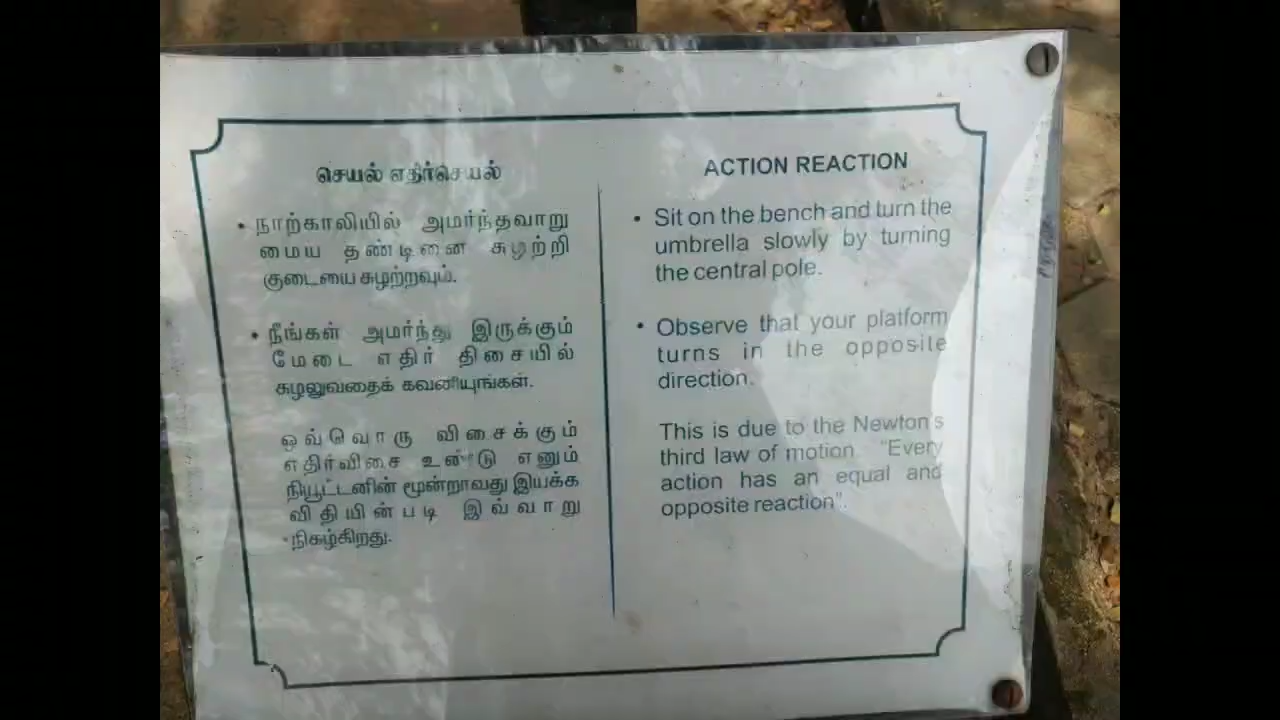 செயல் எதிர்செயல்
• நாற்காலியில் அமர்ந்தவாறு
மைய தண்டினை சுழற்றி
குடையை சுழற்றவும்.
• நீங்கள் அமர்ந்து இருக்கும்
மேடை எதிர் திசையில்
சுழலுவதைக் கவனியுங்கள்.
ஒவ்வொரு விசைக்கும்
எதிர்விசை உண்டு எனும்
நியூட்டனின் மூன்றாவது இயக்க
விதியின்படி இவ்வாறு
நிகழ்கிறது.
ACTION REACTION
• Sit on the bench and turn the
umbrella slowly by turning
the central pole.
• Observe that your platform
turns in the opposite
direction.
This is due to the Newton's
third law of motion "Every
action has an equal and
opposite reaction".